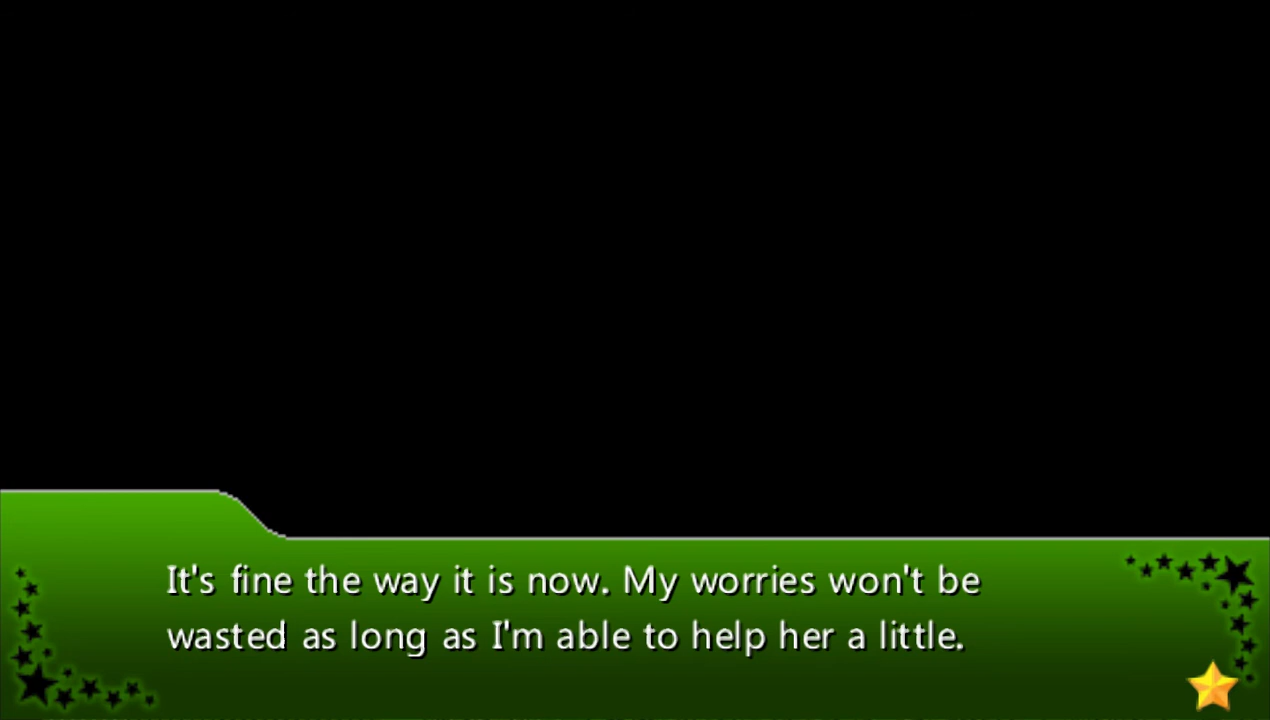 It's fine the way it is now. My worries won't be
wasted as long as I'm able to help her a little.